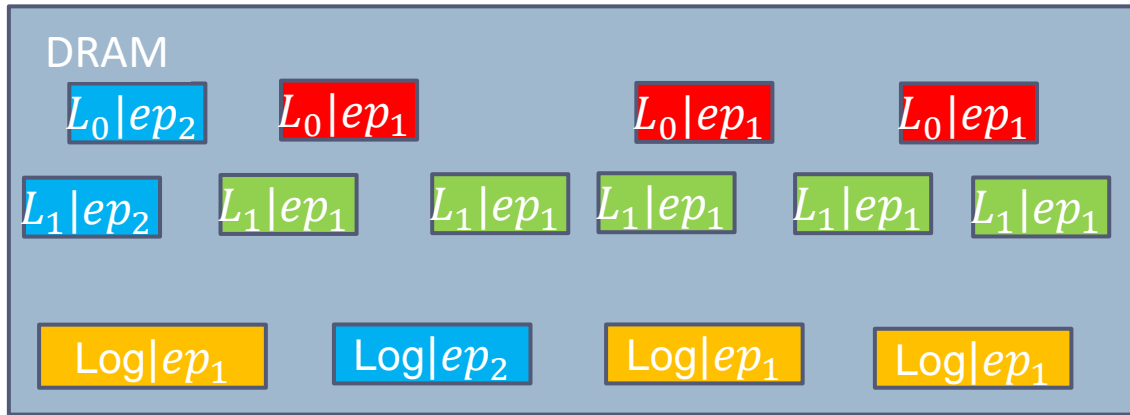 DRAM
L₀|ep₂ L₀|ep₁ L₀|ep₁ L₀|ep₁
L₁|ep₂ L₁|ep₁ L₁|ep₁ L₁|ep₁ L₁|ep₁ L₁|ep₁
Log|ep₁ Log|ep₂ Log|ep₁ Log|ep₁